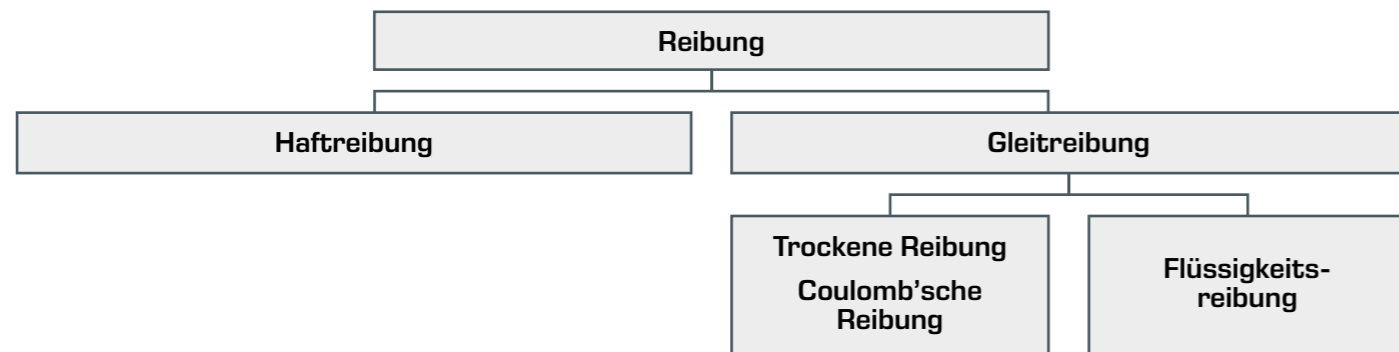 Reibung
Haftreibung
Gleitreibung
Trockene Reibung
Coulomb’sche
Reibung
Flüssigkeits-
reibung